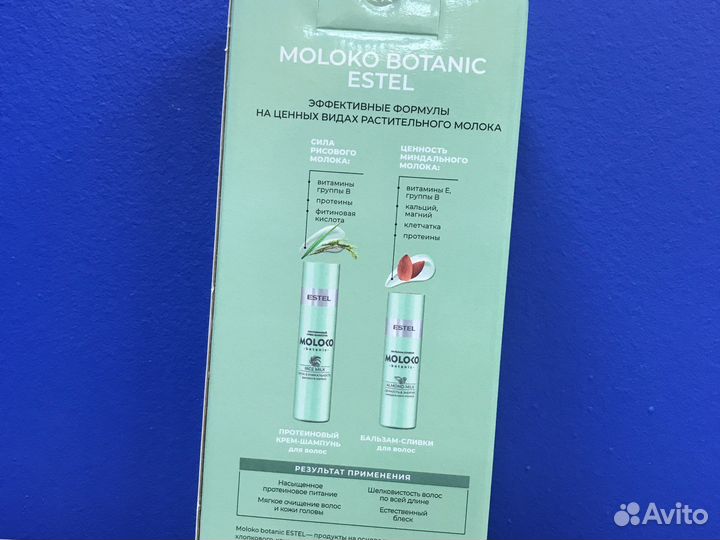 MOLOKO BOTANIC
ESTEL
ЭФФЕКТИВНЫЕ ФОРМУЛЫ
НА ЦЕННЫХ ВИДАХ РАСТИТЕЛЬНОГО МОЛОКА
СИЛА
РИСОВОГО
МОЛОКА:
витамины
группы В
протеины
фитиновая
кислота
ЦЕННОСТЬ
МИНДАЛЬНОГО
МОЛОКА:
витамины Е,
группы В
кальций,
магний
клетчатка
протеины
ESTEL
MOLOKO
botanic
RICE MILK
ESTEL
MOLOKO
botanic
ALMOND MILK
ПРОТЕИНОВЫЙ
КРЕМ-ШАМПУНЬ
для волос
БАЛЬЗАМ-СЛИВКИ
для волос
РЕЗУЛЬТАТ ПРИМЕНЕНИЯ
Насыщенное
протеиновое питание
Мягкое очищение волос
и кожи головы
Шелковистость волос
по всей длине
Естественный
блеск
Moloko botanic ESTEL — продукты на основе
Avito